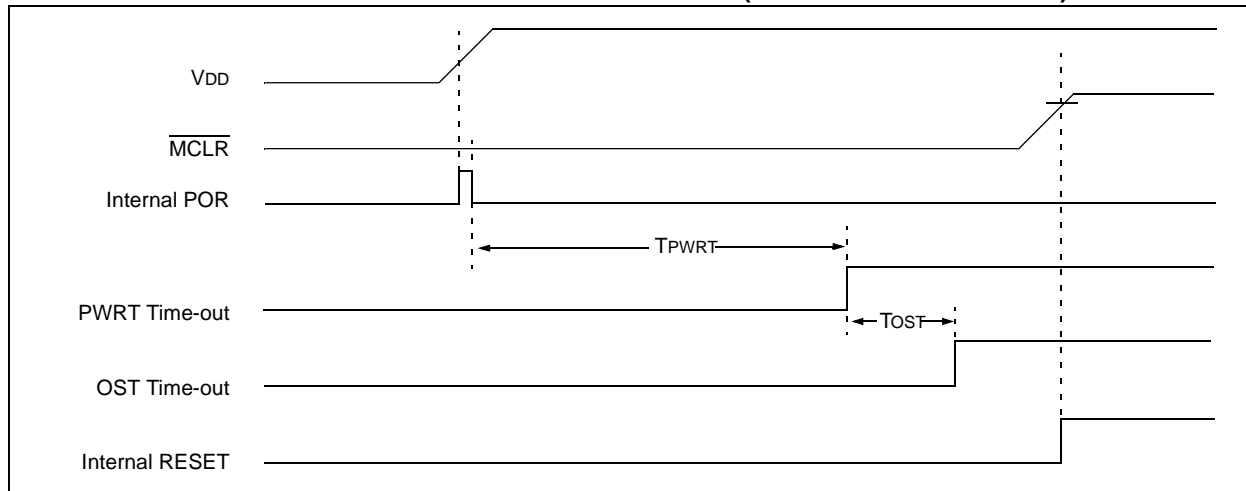 VDD
MCLR
Internal POR
TPWRT
PWRT Time-out
TOST
OST Time-out
Internal RESET